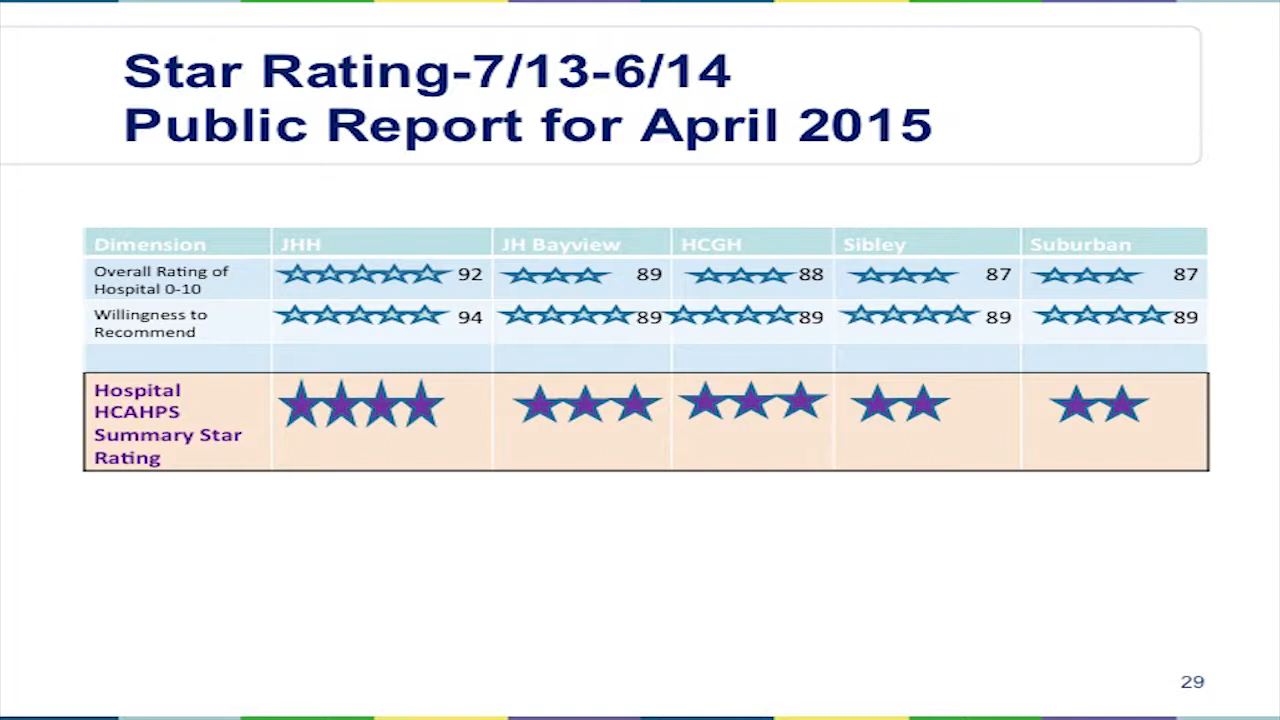 Star Rating-7/13-6/14
Public Report for April 2015
Dimension JHH JH Bayview HCGH Sibley Suburban
Overall Rating of
Hospital 0-10
92 89 88 87 87
Willingness to
Recommend
94 89 89 89 89
Hospital
HCAHPS
Summary Star
Rating
29